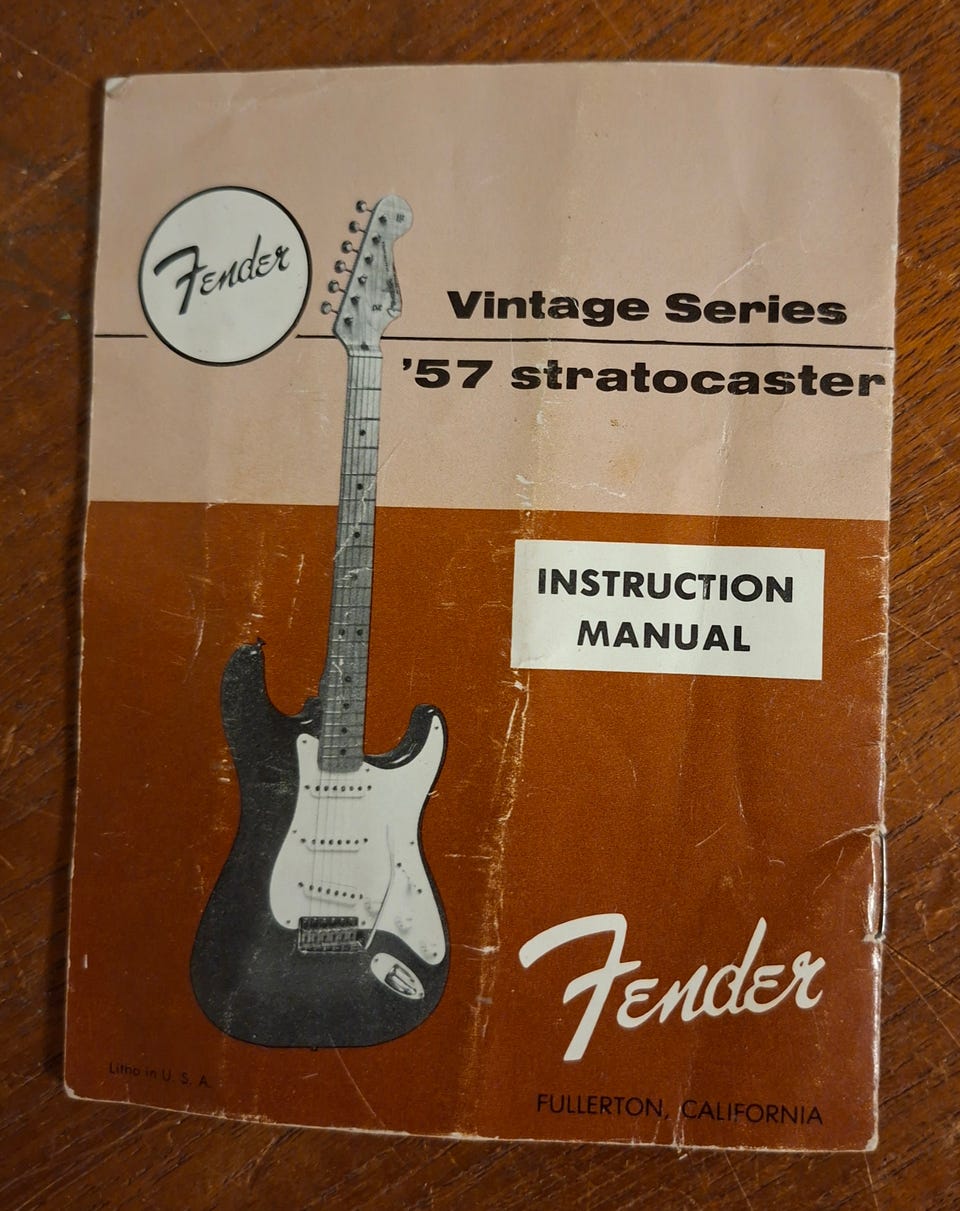 Fender
Vintage Series
'57 stratocaster
INSTRUCTION
MANUAL
Fender
Litho in U. S. A.
FULLERTON, CALIFORNIA